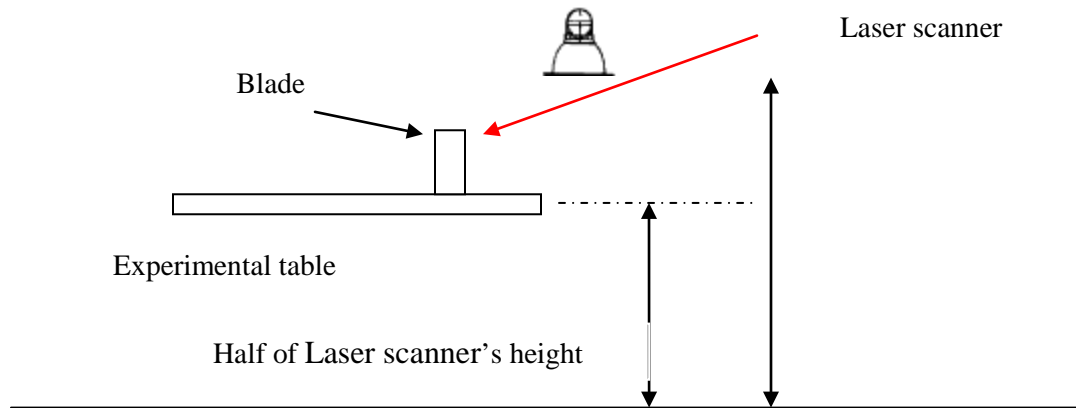 Laser scanner
Blade
Experimental table
Half of Laser scanner’s height